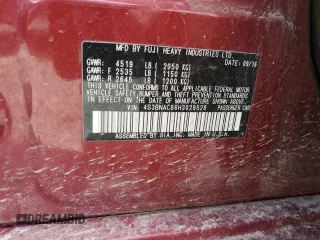 MFD.BY FUJI HEAVY INDUSTRIES LTD.
DATE: 09/16
GVWR: 4519 LB ( 2050 KG)
GAWR: F 2535 LB ( 1150 KG)
GAWR: R 2645 LB ( 1200 KG)
THIS VEHICLE CONFORMS TO ALL APPLICABLE FEDERAL MOTOR
VEHICLE SAFETY,BUMPER,AND THEFT PREVENTION STANDARDS
IN EFFECT ON THE DATE OF MANUFACTURE SHOWN ABOVE.
VIN: 4S3BNAC66H3029528 PASSENGER CAR
ASSEMBLED BY SIA,INC.,U.S.A.
DREAMBID